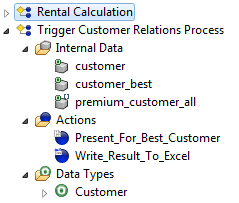 Rental Calculation
Trigger Customer Relations Process
Internal Data
customer
customer_best
premium_customer_all
Actions
Present_For_Best_Customer
Write_Result_To_Excel
Data Types
Customer